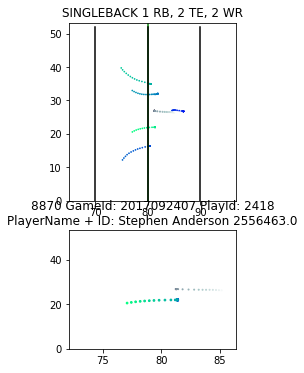 SINGLEBACK 1 RB, 2 TE, 2 WR
50
40
30
20
10
0
70 80 90
8870 GameId: 2017092407 PlayId: 2418
PlayerName + ID: Stephen Anderson 2556463.0
40
20
0
75 80 85